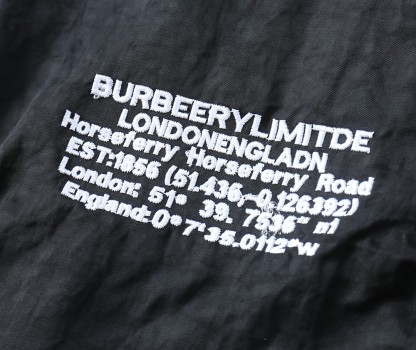 BURBEERYLIMITDE
LONDONENGLADN
Horseferry Horseferry Road
EST:1856 (51.436,-0.126392)
London: 51° 39. 7536" n1
England:0° 7'35.0112"w